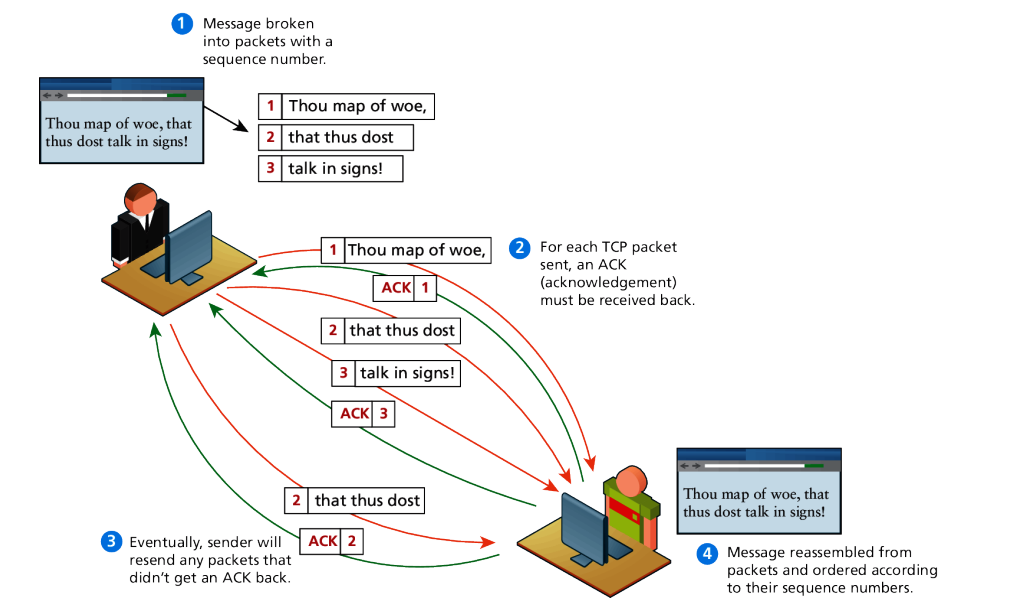 1 Message broken
into packets with a
sequence number.
Thou map of woe, that
thus dost talk in signs!
1 Thou map of woe,
2 that thus dost
3 talk in signs!
1 Thou map of woe,
ACK 1
2 For each TCP packet
sent, an ACK
(acknowledgement)
must be received back.
2 that thus dost
3 talk in signs!
ACK 3
2 that thus dost
ACK 2
3 Eventually, sender will
resend any packets that
didn't get an ACK back.
Thou map of woe, that
thus dost talk in signs!
4 Message reassembled from
packets and ordered according
to their sequence numbers.